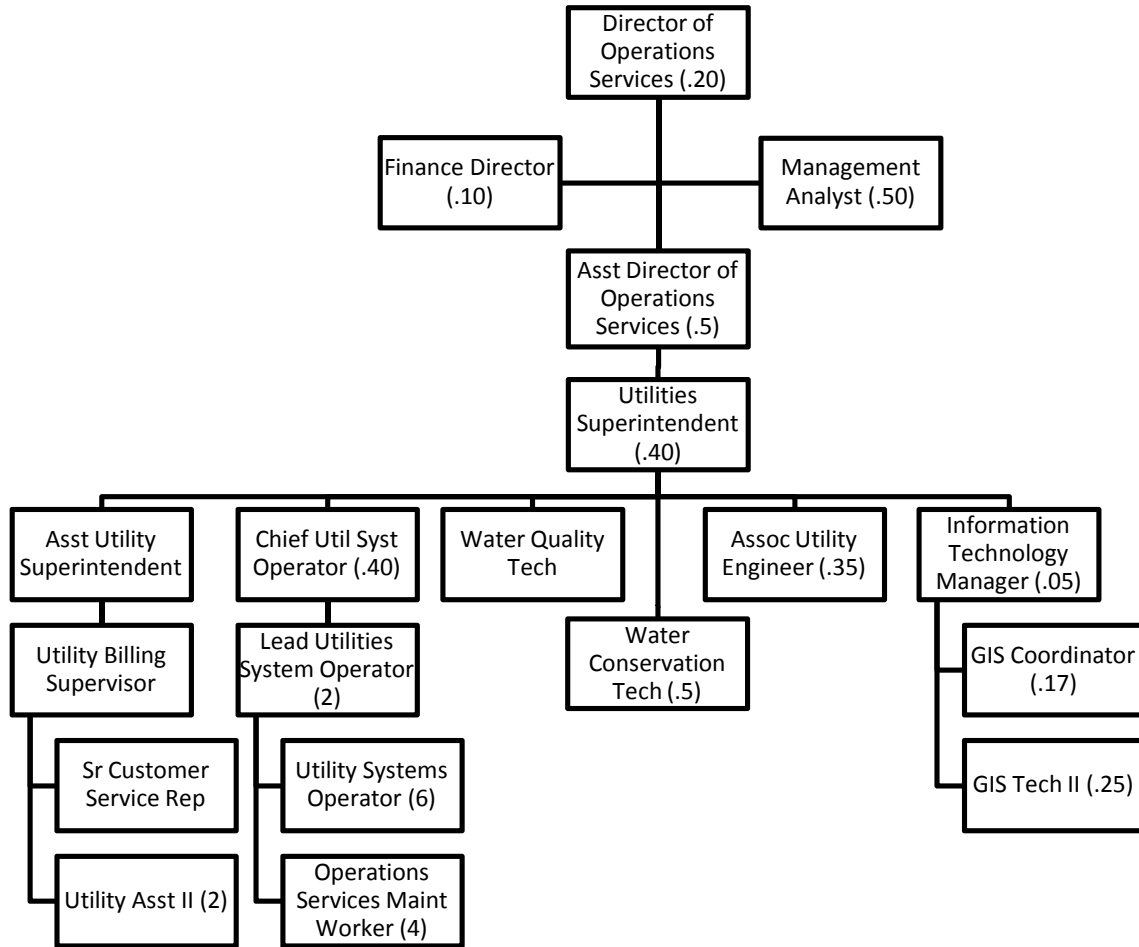 Director of
Operations
Services (.20)
Finance Director
(.10)
Management
Analyst (.50)
Asst Director of
Operations
Services (.5)
Utilities
Superintendent
(.40)
Asst Utility
Superintendent
Chief Util Syst
Operator (.40)
Water Quality
Tech
Assoc Utility
Engineer (.35)
Information
Technology
Manager (.05)
Utility Billing
Supervisor
Lead Utilities
System Operator
(2)
Water
Conservation
Tech (.5)
GIS Coordinator
(.17)
Sr Customer
Service Rep
Utility Systems
Operator (6)
GIS Tech II (.25)
Utility Asst II (2)
Operations
Services Maint
Worker (4)